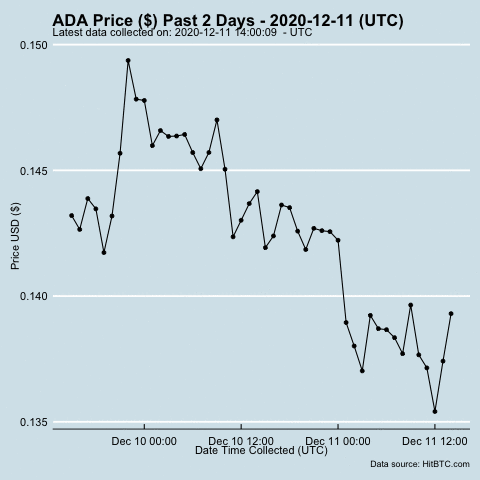 ADA Price ($) Past 2 Days - 2020-12-11 (UTC)
Latest data collected on: 2020-12-11 14:00:09  - UTC
0.150
0.145
0.140
0.135
Price USD ($)
Dec 10 00:00 Dec 10 12:00 Dec 11 00:00 Dec 11 12:00
Date Time Collected (UTC)
Data source: HitBTC.com